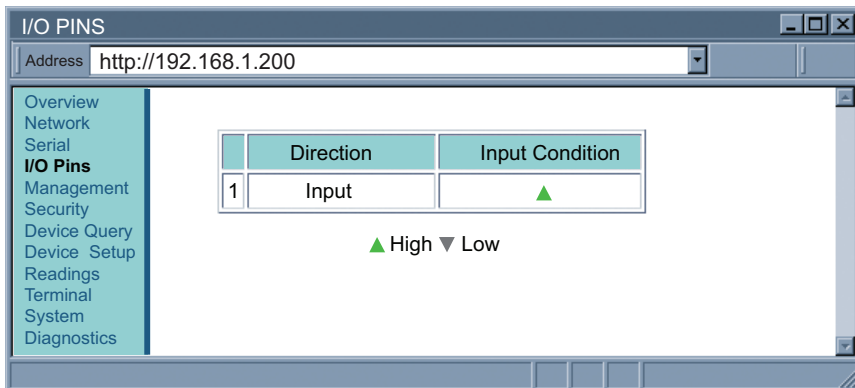 I/O PINS
Address http://192.168.1.200
Overview
Network
Serial
I/O Pins
Management
Security
Device Query
Device Setup
Readings
Terminal
System
Diagnostics
Direction Input Condition
1 Input
High Low